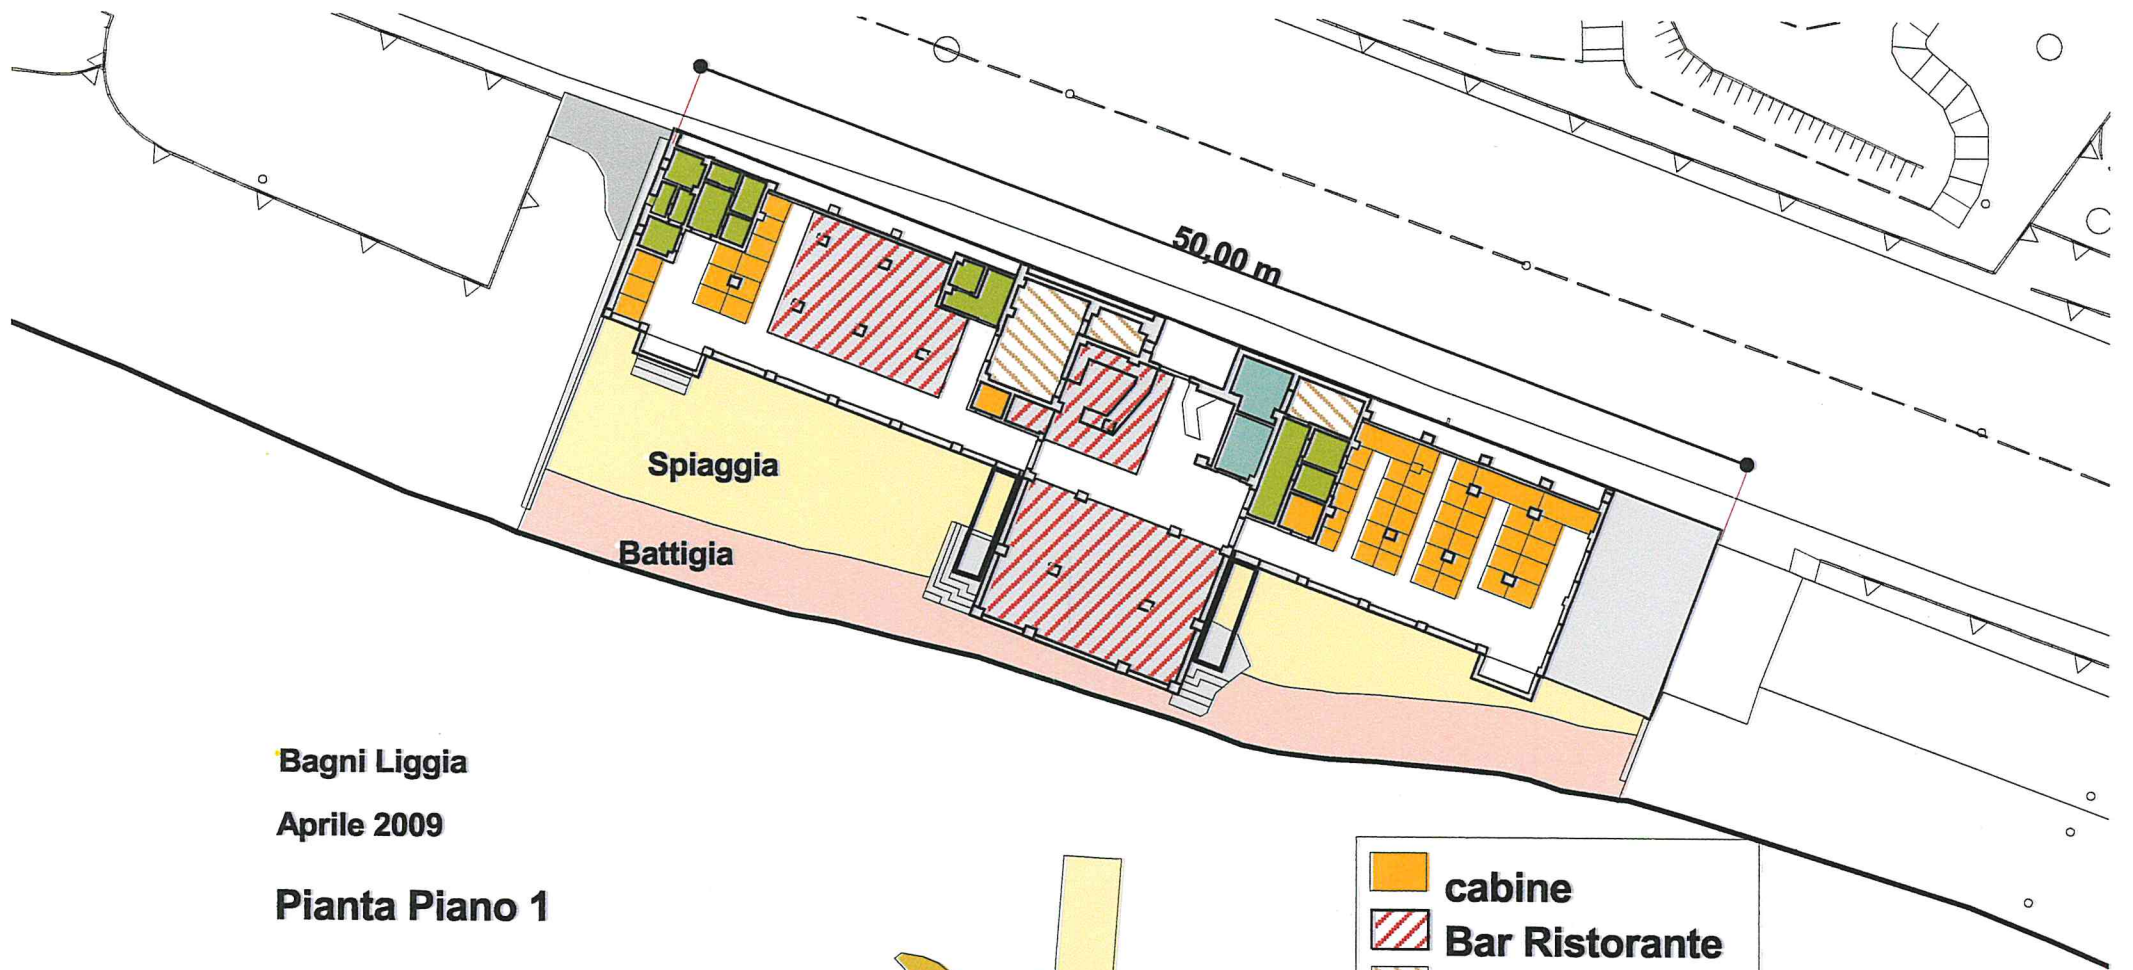 50,00 m
Spiaggia
Battigia
Bagni Liggia
Aprile 2009
Pianta Piano 1
cabine
Bar Ristorante